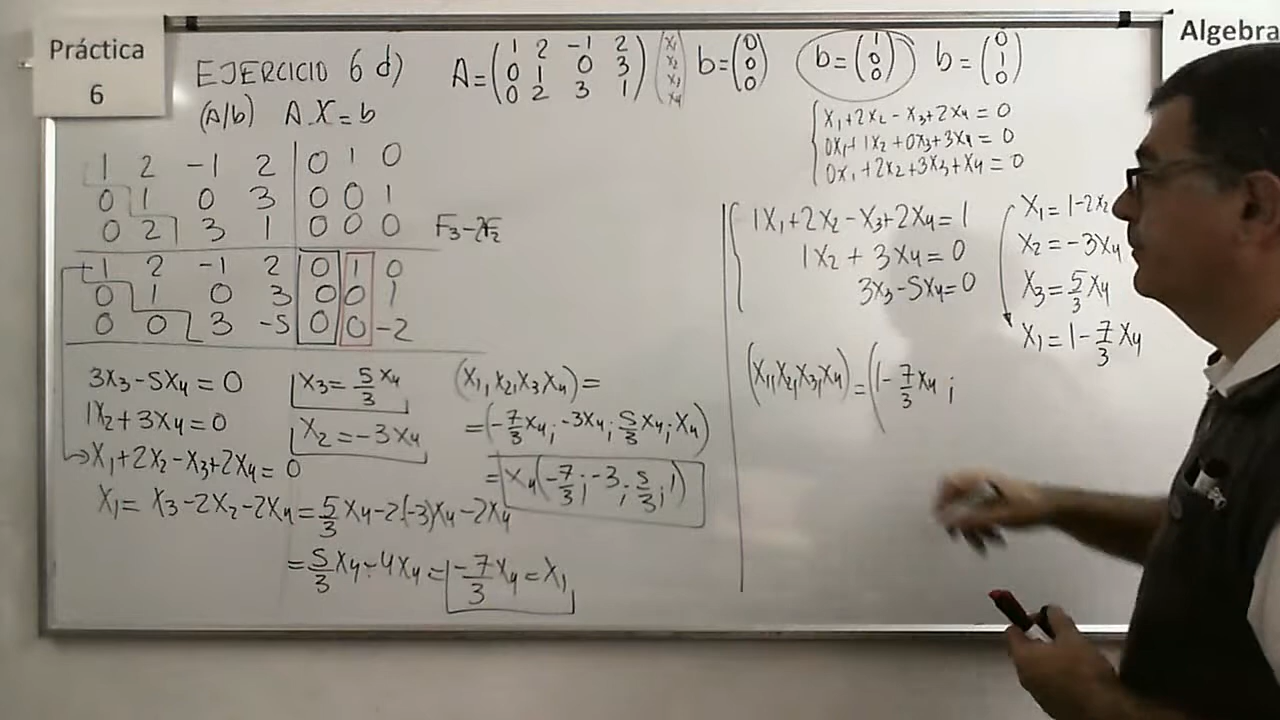 Práctica
6
Algebra
EJERCICIO 6 d)
A = ( 1 2 -1 2 ) ( x₁ ) b = ( 0 ) b = ( 1 ) b = ( 0 )
( 0 1 0 3 ) ( x₂ ) ( 0 ) ( 0 ) ( 1 )
( 0 2 3 1 ) ( x₃ ) ( 0 ) ( 0 ) ( 0 )
( x₄ )
(A|b) A.X = b
1 2 -1 2 | 0 1 0
0 1 0 3 | 0 0 1
0 2 3 1 | 0 0 0 F₃-2F₂
1 2 -1 2 | 0 1 0
0 1 0 3 | 0 0 1
0 0 3 -5 | 0 0 -2
3x₃ - 5x₄ = 0
1x₂ + 3x₄ = 0
x₁ + 2x₂ - x₃ + 2x₄ = 0
x₃ = 5/3 x₄
x₂ = -3x₄
x₁ = x₃ - 2x₂ - 2x₄ = 5/3 x₄ - 2(-3)x₄ - 2x₄
= 5/3 x₄ - 4x₄ = -7/3 x₄ = x₁
(x₁, x₂, x₃, x₄) =
= (-7/3 x₄; -3x₄; 5/3 x₄; x₄)
= x₄(-7/3; -3; 5/3; 1)
x₁ + 2x₂ - x₃ + 2x₄ = 0
0x₁ + 1x₂ + 0x₃ + 3x₄ = 0
0x₁ + 2x₂ + 3x₃ + x₄ = 0
1x₁ + 2x₂ - x₃ + 2x₄ = 1
1x₂ + 3x₄ = 0
3x₃ - 5x₄ = 0
x₁ = 1 - 2x₂
x₂ = -3x₄
x₃ = 5/3 x₄
x₁ = 1 - 7/3 x₄
(x₁, x₂, x₃, x₄) = (1 - 7/3 x₄;